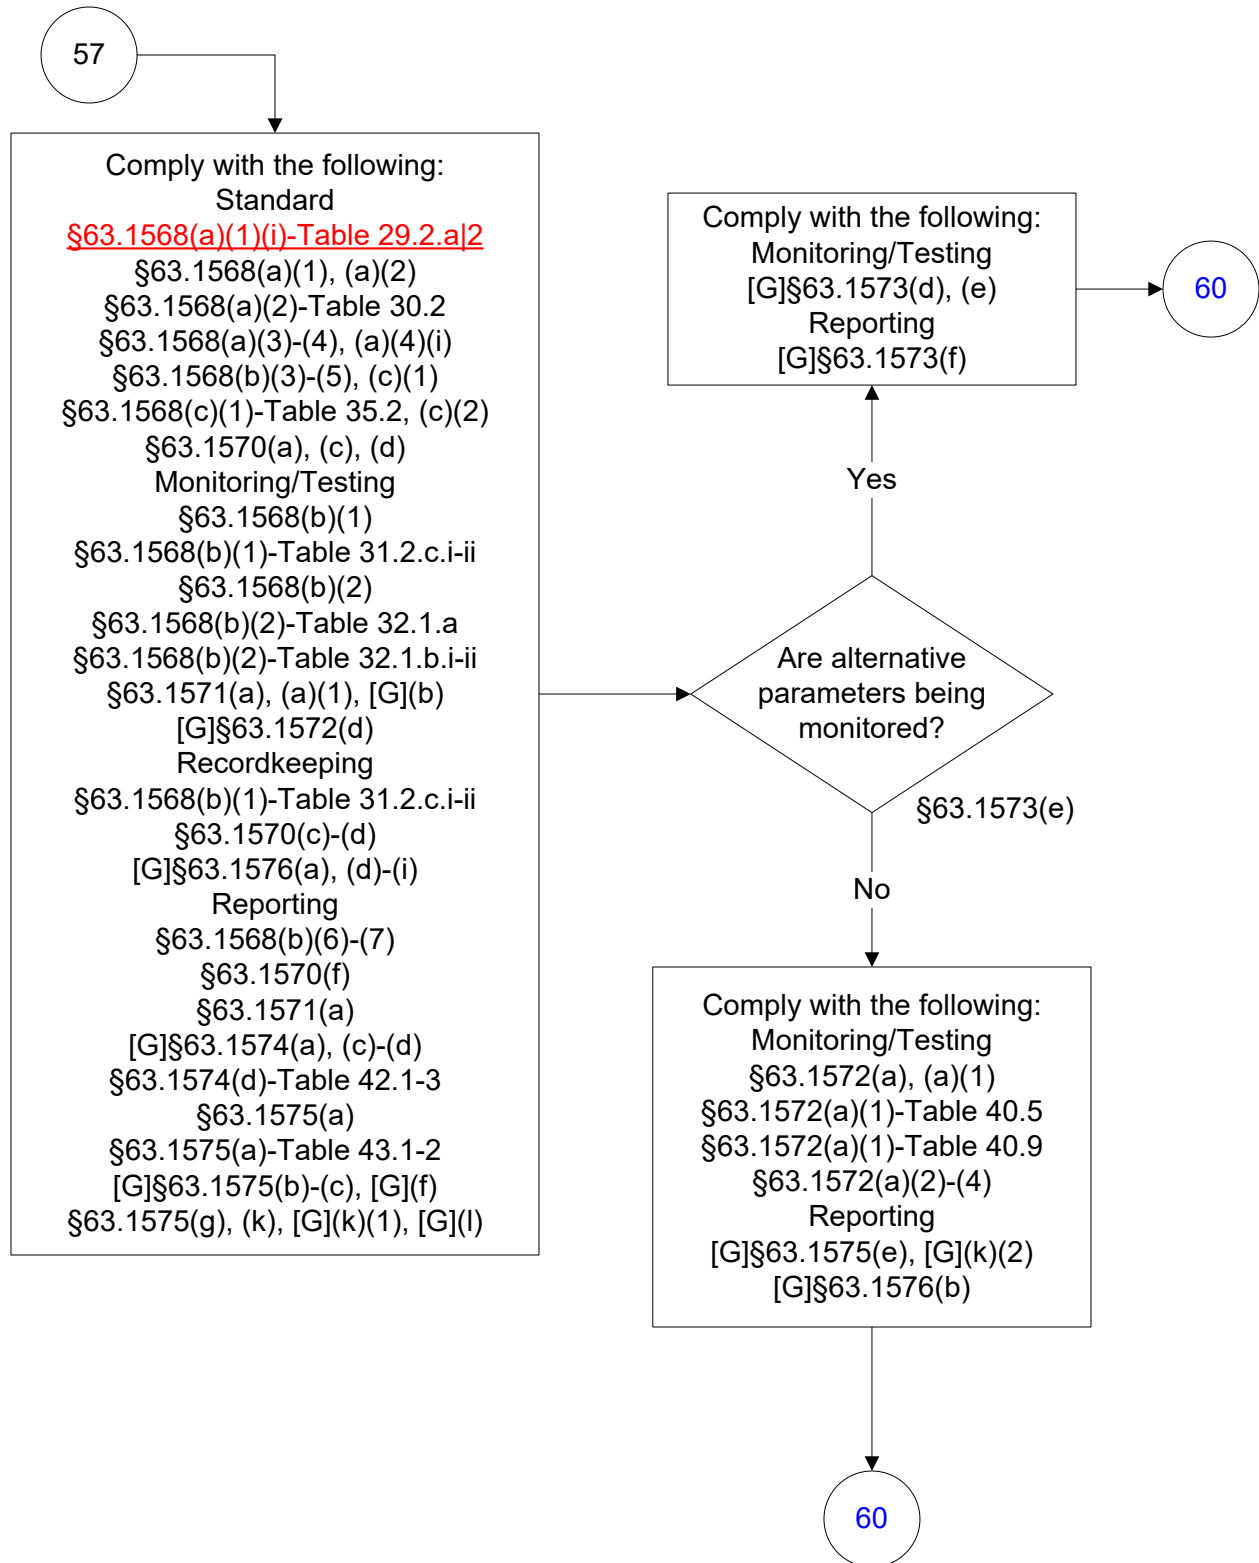 57
Comply with the following:
Standard
§63.1568(a)(1)(i)-Table 29.2.a|2
§63.1568(a)(1), (a)(2)
§63.1568(a)(2)-Table 30.2
§63.1568(a)(3)-(4), (a)(4)(i)
§63.1568(b)(3)-(5), (c)(1)
§63.1568(c)(1)-Table 35.2, (c)(2)
§63.1570(a), (c), (d)
Monitoring/Testing
§63.1568(b)(1)
§63.1568(b)(1)-Table 31.2.c.i-ii
§63.1568(b)(2)
§63.1568(b)(2)-Table 32.1.a
§63.1568(b)(2)-Table 32.1.b.i-ii
§63.1571(a), (a)(1), [G](b)
[G]§63.1572(d)
Recordkeeping
§63.1568(b)(1)-Table 31.2.c.i-ii
§63.1570(c)-(d)
[G]§63.1576(a), (d)-(i)
Reporting
§63.1568(b)(6)-(7)
§63.1570(f)
§63.1571(a)
[G]§63.1574(a), (c)-(d)
§63.1574(d)-Table 42.1-3
§63.1575(a)
§63.1575(a)-Table 43.1-2
[G]§63.1575(b)-(c), [G](f)
§63.1575(g), (k), [G](k)(1), [G](l)
Comply with the following:
Monitoring/Testing
[G]§63.1573(d), (e)
Reporting
[G]§63.1573(f)
60
Yes
Are alternative
parameters being
monitored?
§63.1573(e)
No
Comply with the following:
Monitoring/Testing
§63.1572(a), (a)(1)
§63.1572(a)(1)-Table 40.5
§63.1572(a)(1)-Table 40.9
§63.1572(a)(2)-(4)
Reporting
[G]§63.1575(e), [G](k)(2)
[G]§63.1576(b)
60